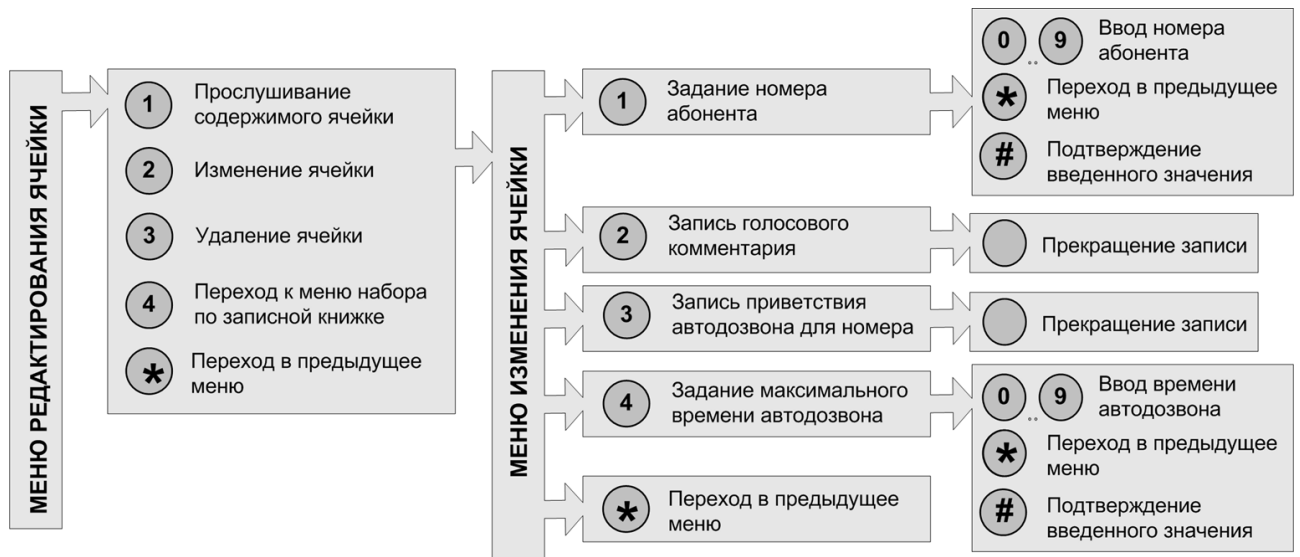 МЕНЮ РЕДАКТИРОВАНИЯ ЯЧЕЙКИ
1 Прослушивание
содержимого ячейки
2 Изменение ячейки
3 Удаление ячейки
4 Переход к меню набора
по записной книжке
* Переход в предыдущее
меню
МЕНЮ ИЗМЕНЕНИЯ ЯЧЕЙКИ
1 Задание номера
абонента
0 .. 9 Ввод номера
абонента
* Переход в предыдущее
меню
# Подтверждение
введенного значения
2 Запись голосового
комментария
Прекращение записи
3 Запись приветствия
автодозвона для номера
Прекращение записи
4 Задание максимального
времени автодозвона
0 .. 9 Ввод времени
автодозвона
* Переход в предыдущее
меню
# Подтверждение
введенного значения
* Переход в предыдущее
меню